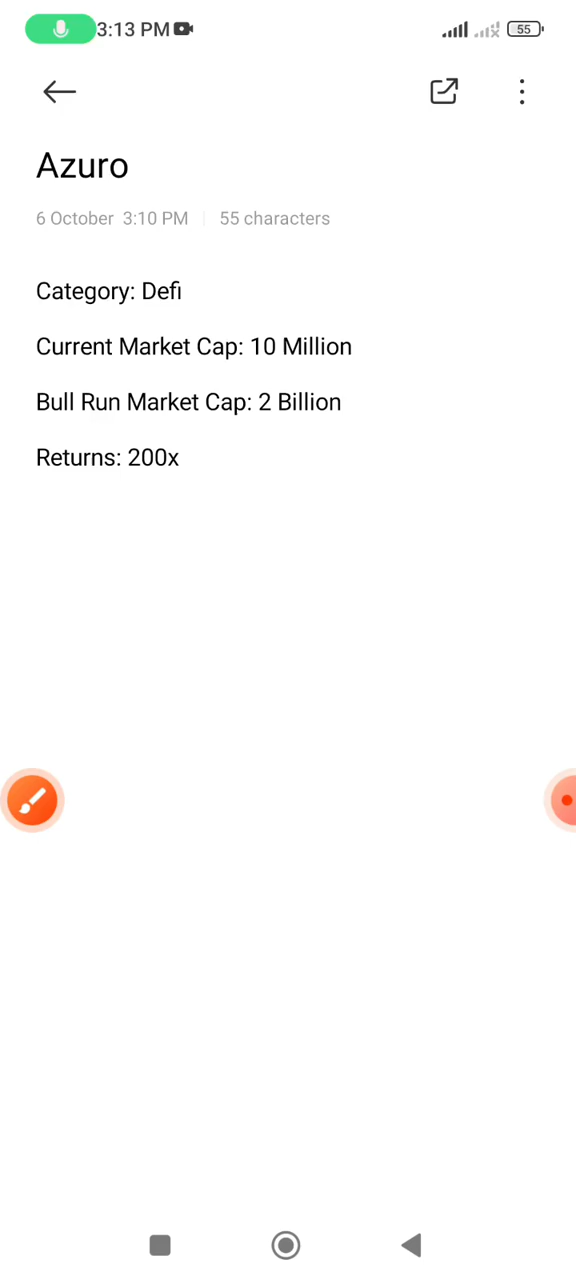 3:13 PM
55
Azuro
6 October 3:10 PM | 55 characters
Category: Defi
Current Market Cap: 10 Million
Bull Run Market Cap: 2 Billion
Returns: 200x